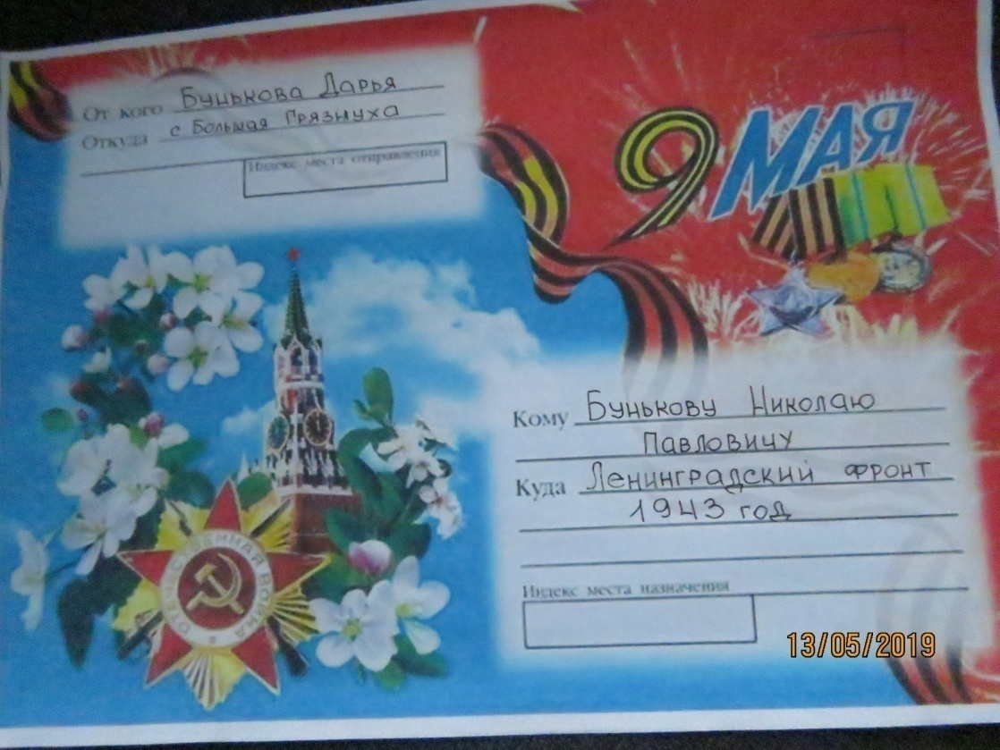 От кого Бунькова Дарья
Откуда с Большая Грязнуха
Индекс места отправления
9 МАЯ
Кому Бунькову Николаю
Павловичу
Куда Ленинградский фронт
1943 год
Индекс места назначения
ОТЕЧЕСТВЕННАЯ ВОЙНА
13/05/2019